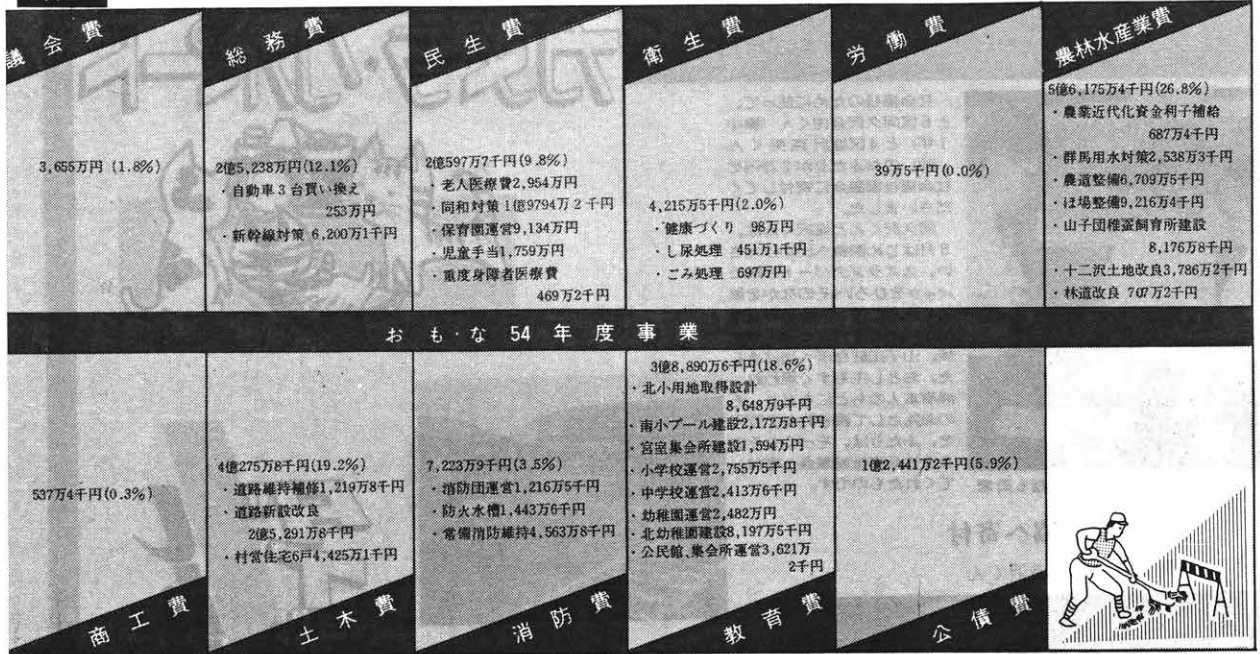 議会費
3,655万円 (1.8%)
総務費
2億5,238万円(12.1%)
・自動車3台買い換え
253万円
・新幹線対策 6,200万1千円
民生費
2億597万7千円(9.8%)
・老人医療費2,954万円
・同和対策1億9794万2千円
・保育園運営9,134万円
・児童手当1,759万円
・重度身障者医療費
469万2千円
衛生費
4,215万5千円(2.0%)
・健康づくり 98万円
・し尿処理 451万1千円
・ごみ処理 697万円
労働費
39万5千円(0.0%)
農林水産業費
5億6,175万4千円(26.8%)
・農業近代化資金利子補給
687万4千円
・群馬用水対策2,538万3千円
・農道整備6,709万5千円
・ほ場整備9,216万4千円
・山子田稚蚕飼育所建設
8,176万8千円
・十二沢土地改良3,786万2千円
・林道改良 707万2千円
おもな54年度事業
537万4千円(0.3%)
商工費
4億275万8千円(19.2%)
・道路維持補修1,219万8千円
・道路新設改良
2億5,291万8千円
・村営住宅6戸4,425万1千円
土木費
7,223万9千円(3.5%)
・消防団運営1,216万5千円
・防火水槽1,443万6千円
・常備消防維持4,563万8千円
消防費
3億8,890万6千円(18.6%)
・北小用地取得設計
8,648万9千円
・南小プール建設2,172万8千円
・宮室集会所建設1,594万円
・小学校運営2,755万5千円
・中学校運営2,413万6千円
・幼稚園運営2,482万円
・北幼稚園建設8,197万5千円
・公民館、集会所運営3,621万
2千円
教育費
1億2,441万2千円(5.9%)
公債費